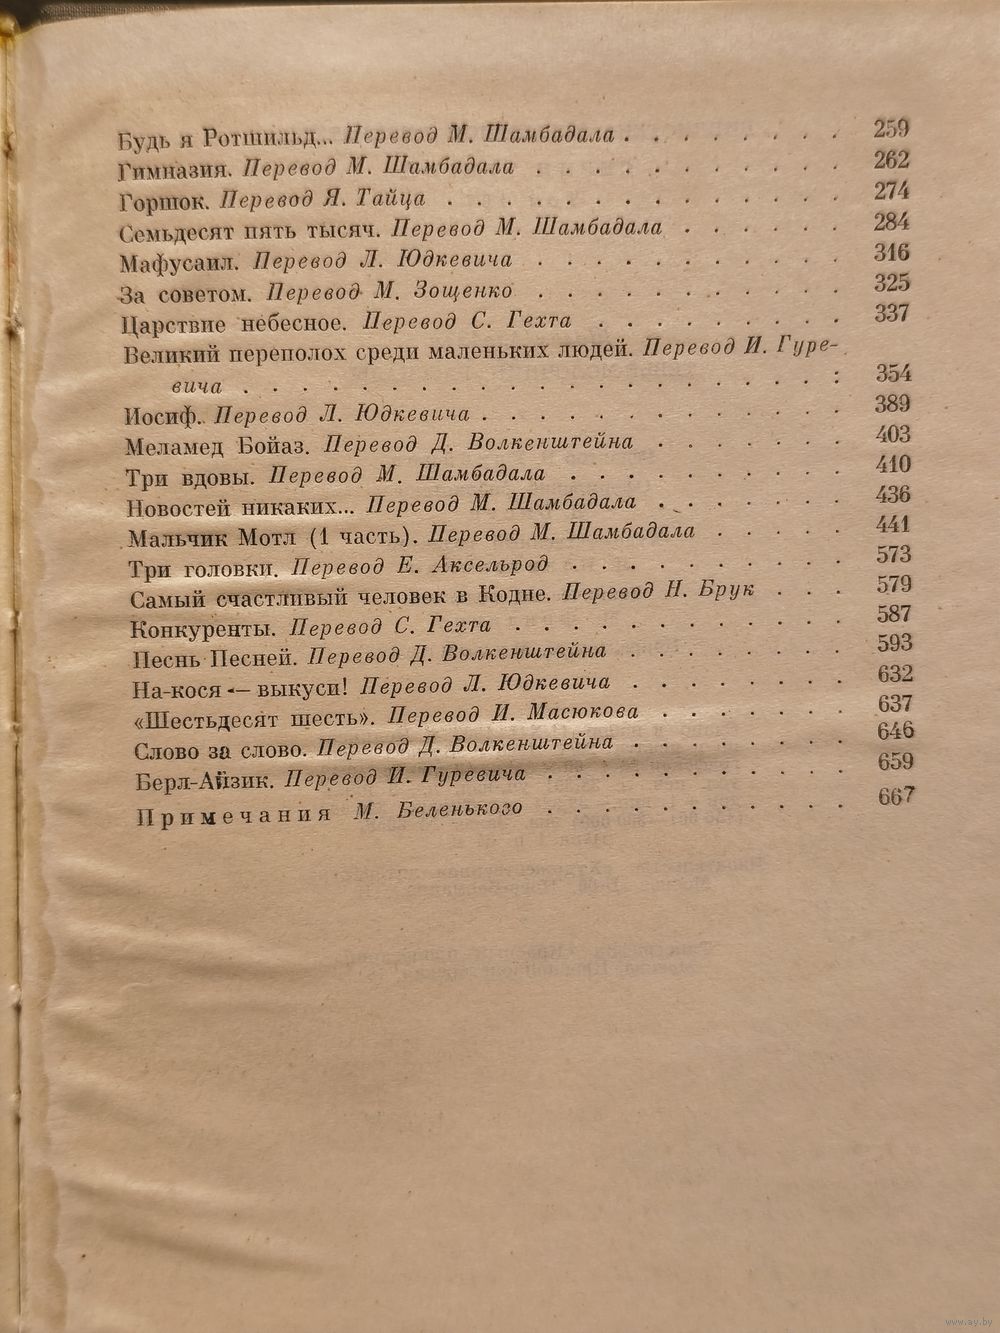 Будь я Ротшильд... Перевод М. Шамбадала . . . . . . . . 259
Гимназия. Перевод М. Шамбадала . . . . . . . . . . . 262
Горшок. Перевод Я. Тайца . . . . . . . . . . . . . . 274
Семьдесят пять тысяч. Перевод М. Шамбадала . . . . . . 284
Мафусаил. Перевод Л. Юдкевича . . . . . . . . . . . 316
За советом. Перевод М. Зощенко . . . . . . . . . . . 325
Царствие небесное. Перевод С. Гехта . . . . . . . . . 337
Великий переполох среди маленьких людей. Перевод И. Гуре-
вича . . . . . . . . . . . . . . . . . . . . . 354
Иосиф. Перевод Л. Юдкевича . . . . . . . . . . . . . 389
Меламед Бойаз. Перевод Д. Волкенштейна . . . . . . . 403
Три вдовы. Перевод М. Шамбадала . . . . . . . . . . 410
Новостей никаких... Перевод М. Шамбадала . . . . . . . 436
Мальчик Мотл (1 часть). Перевод М. Шамбадала . . . . . 441
Три головки. Перевод Е. Аксельрод . . . . . . . . . . 573
Самый счастливый человек в Кодне. Перевод Н. Брук . . . 579
Конкуренты. Перевод С. Гехта . . . . . . . . . . . . 587
Песнь Песней. Перевод Д. Волкенштейна . . . . . . . . 593
На-кося — выкуси! Перевод Л. Юдкевича . . . . . . . . 632
«Шестьдесят шесть». Перевод И. Масюкова . . . . . . . 637
Слово за слово. Перевод Д. Волкенштейна . . . . . . . . 646
Берл-Айзик. Перевод И. Гуревича . . . . . . . . . . . 659
Примечания М. Беленького . . . . . . . . . . . 667
www.ay.by